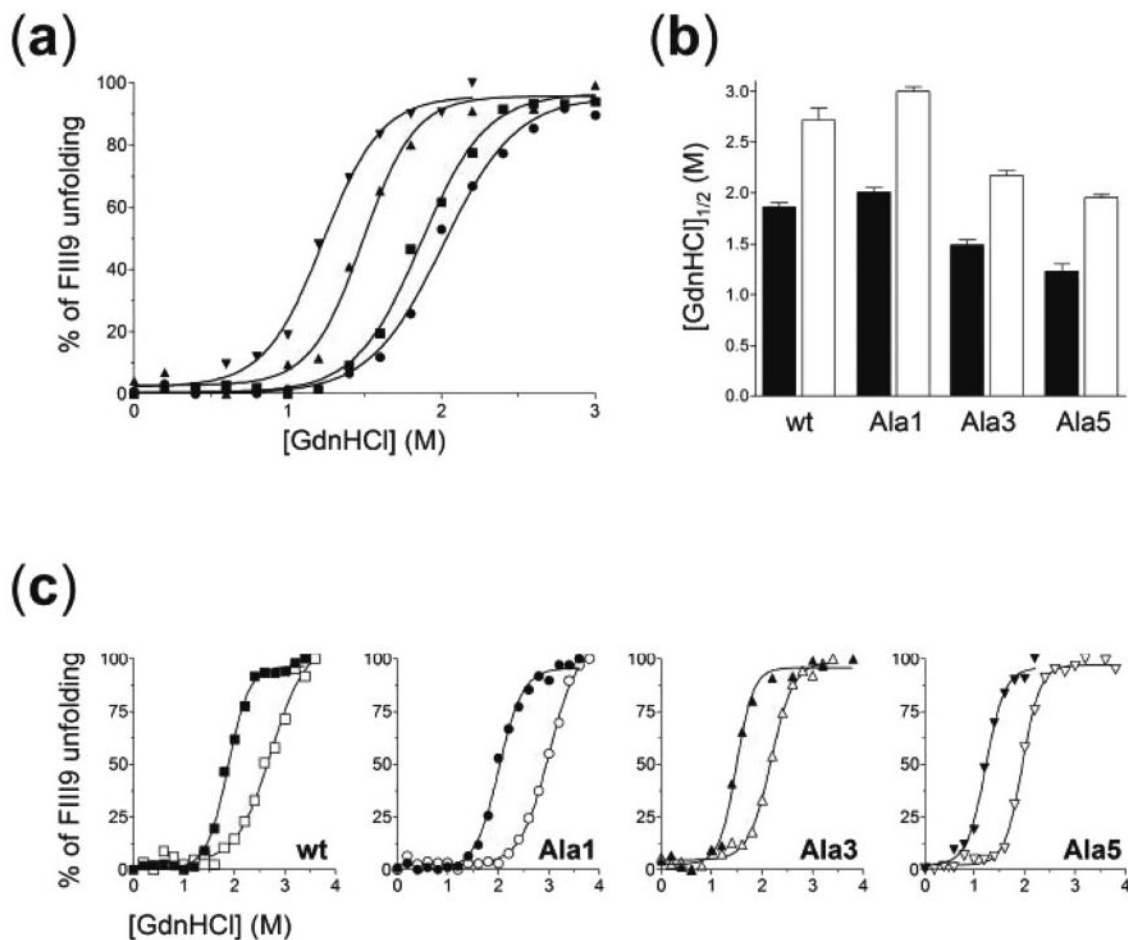 (a)
(b)
% of FIII9 unfolding
100
80
60
40
20
0
0 1 2 3
[GdnHCl] (M)
[GdnHCl]1/2 (M)
3.0
2.5
2.0
1.5
1.0
0.5
0.0
wt Ala1 Ala3 Ala5
(c)
% of FIII9 unfolding
100
75
50
25
0
wt
0 1 2 3 4
100
75
50
25
0
Ala1
0 1 2 3 4
100
75
50
25
0
Ala3
0 1 2 3 4
100
75
50
25
0
Ala5
0 1 2 3 4
[GdnHCl] (M)